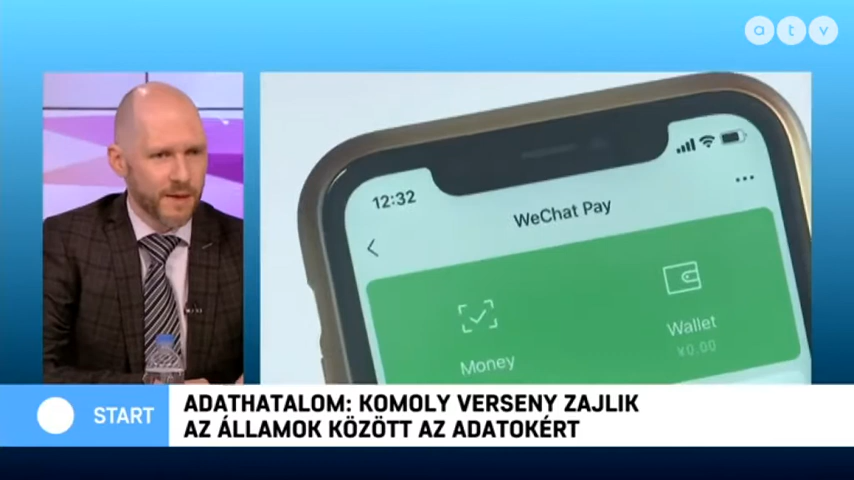 atv
12:32
WeChat Pay
Money
Wallet
¥0.00
START
ADATHATALOM: KOMOLY VERSENY ZAJLIK
AZ ÁLLAMOK KÖZÖTT AZ ADATOKÉRT